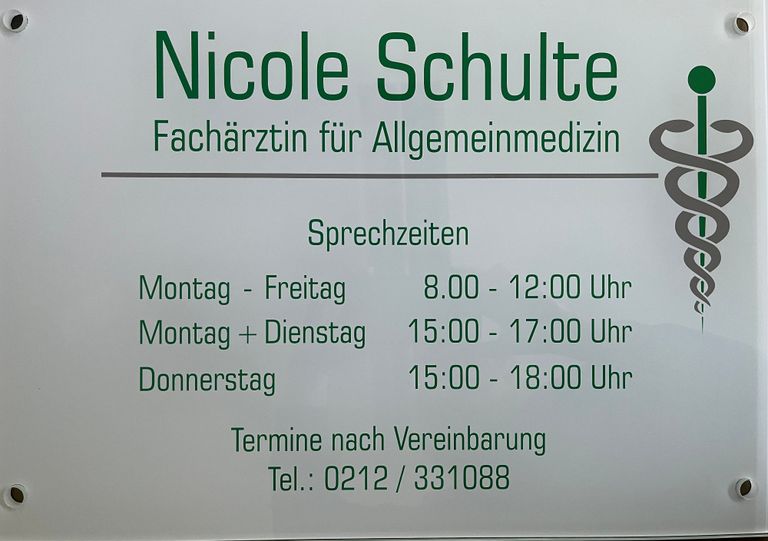 Nicole Schulte
Fachärztin für Allgemeinmedizin
Sprechzeiten
Montag - Freitag 8.00 - 12:00 Uhr
Montag + Dienstag 15:00 - 17:00 Uhr
Donnerstag 15:00 - 18:00 Uhr
Termine nach Vereinbarung
Tel.: 0212 / 331088